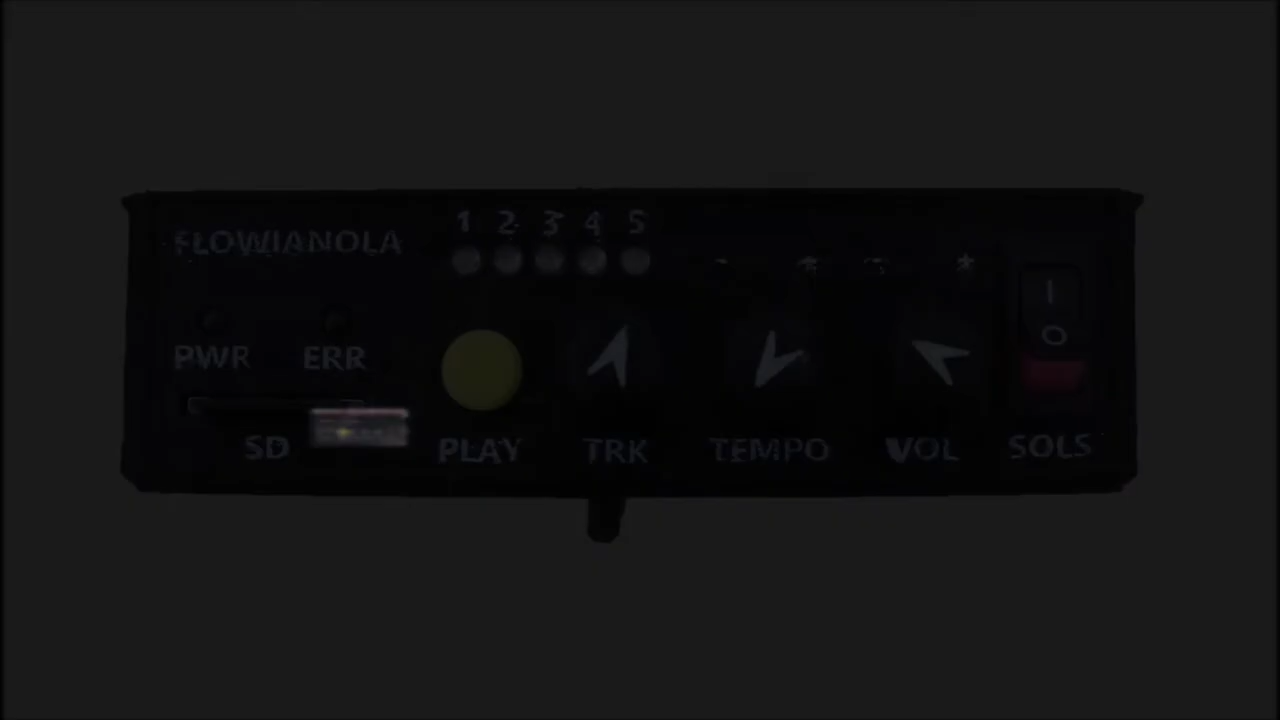 FLOWIANOLA
1 2 3 4 5
PWR ERR
I
O
SD PLAY TRK TEMPO VOL SOLS